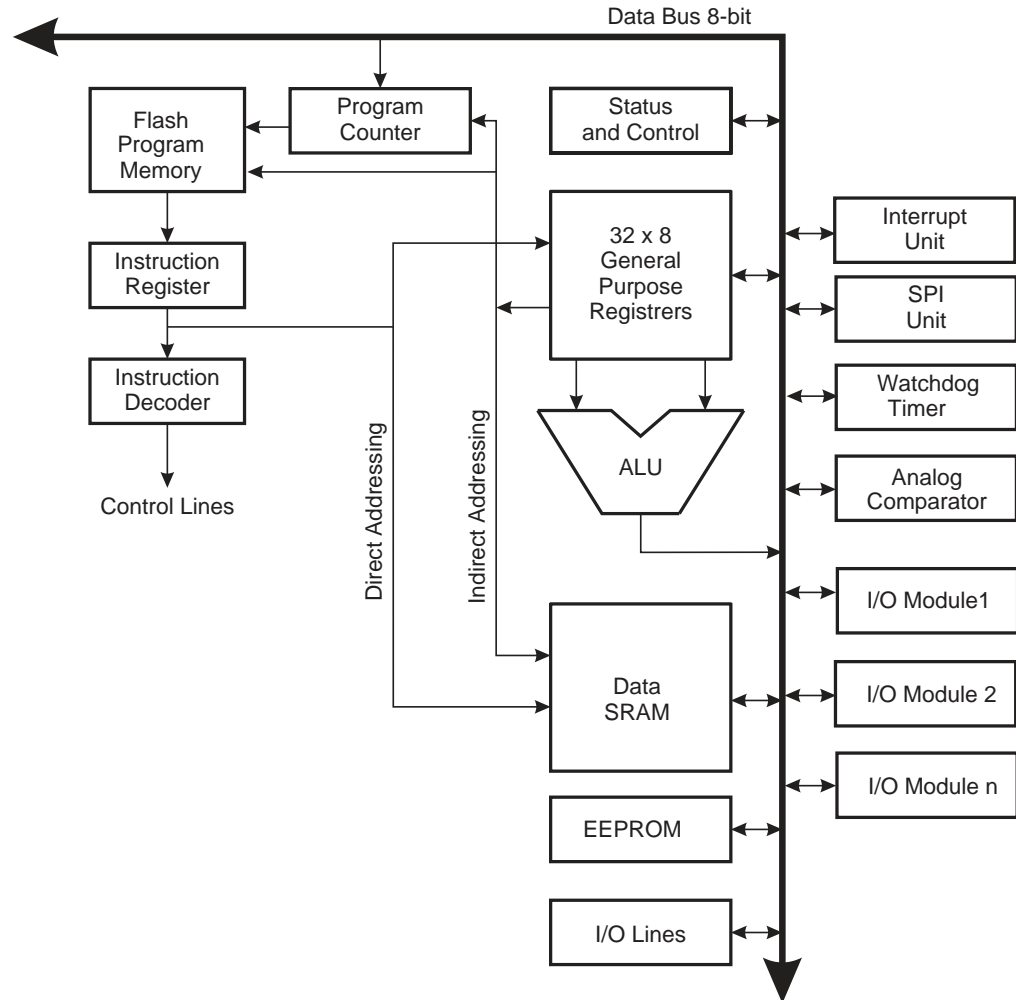 Data Bus 8-bit
Flash
Program
Memory
Program
Counter
Status
and Control
Instruction
Register
32 x 8
General
Purpose
Registrers
Interrupt
Unit
SPI
Unit
Instruction
Decoder
Watchdog
Timer
Control Lines
Direct Addressing
Indirect Addressing
ALU
Analog
Comparator
I/O Module1
Data
SRAM
I/O Module 2
I/O Module n
EEPROM
I/O Lines